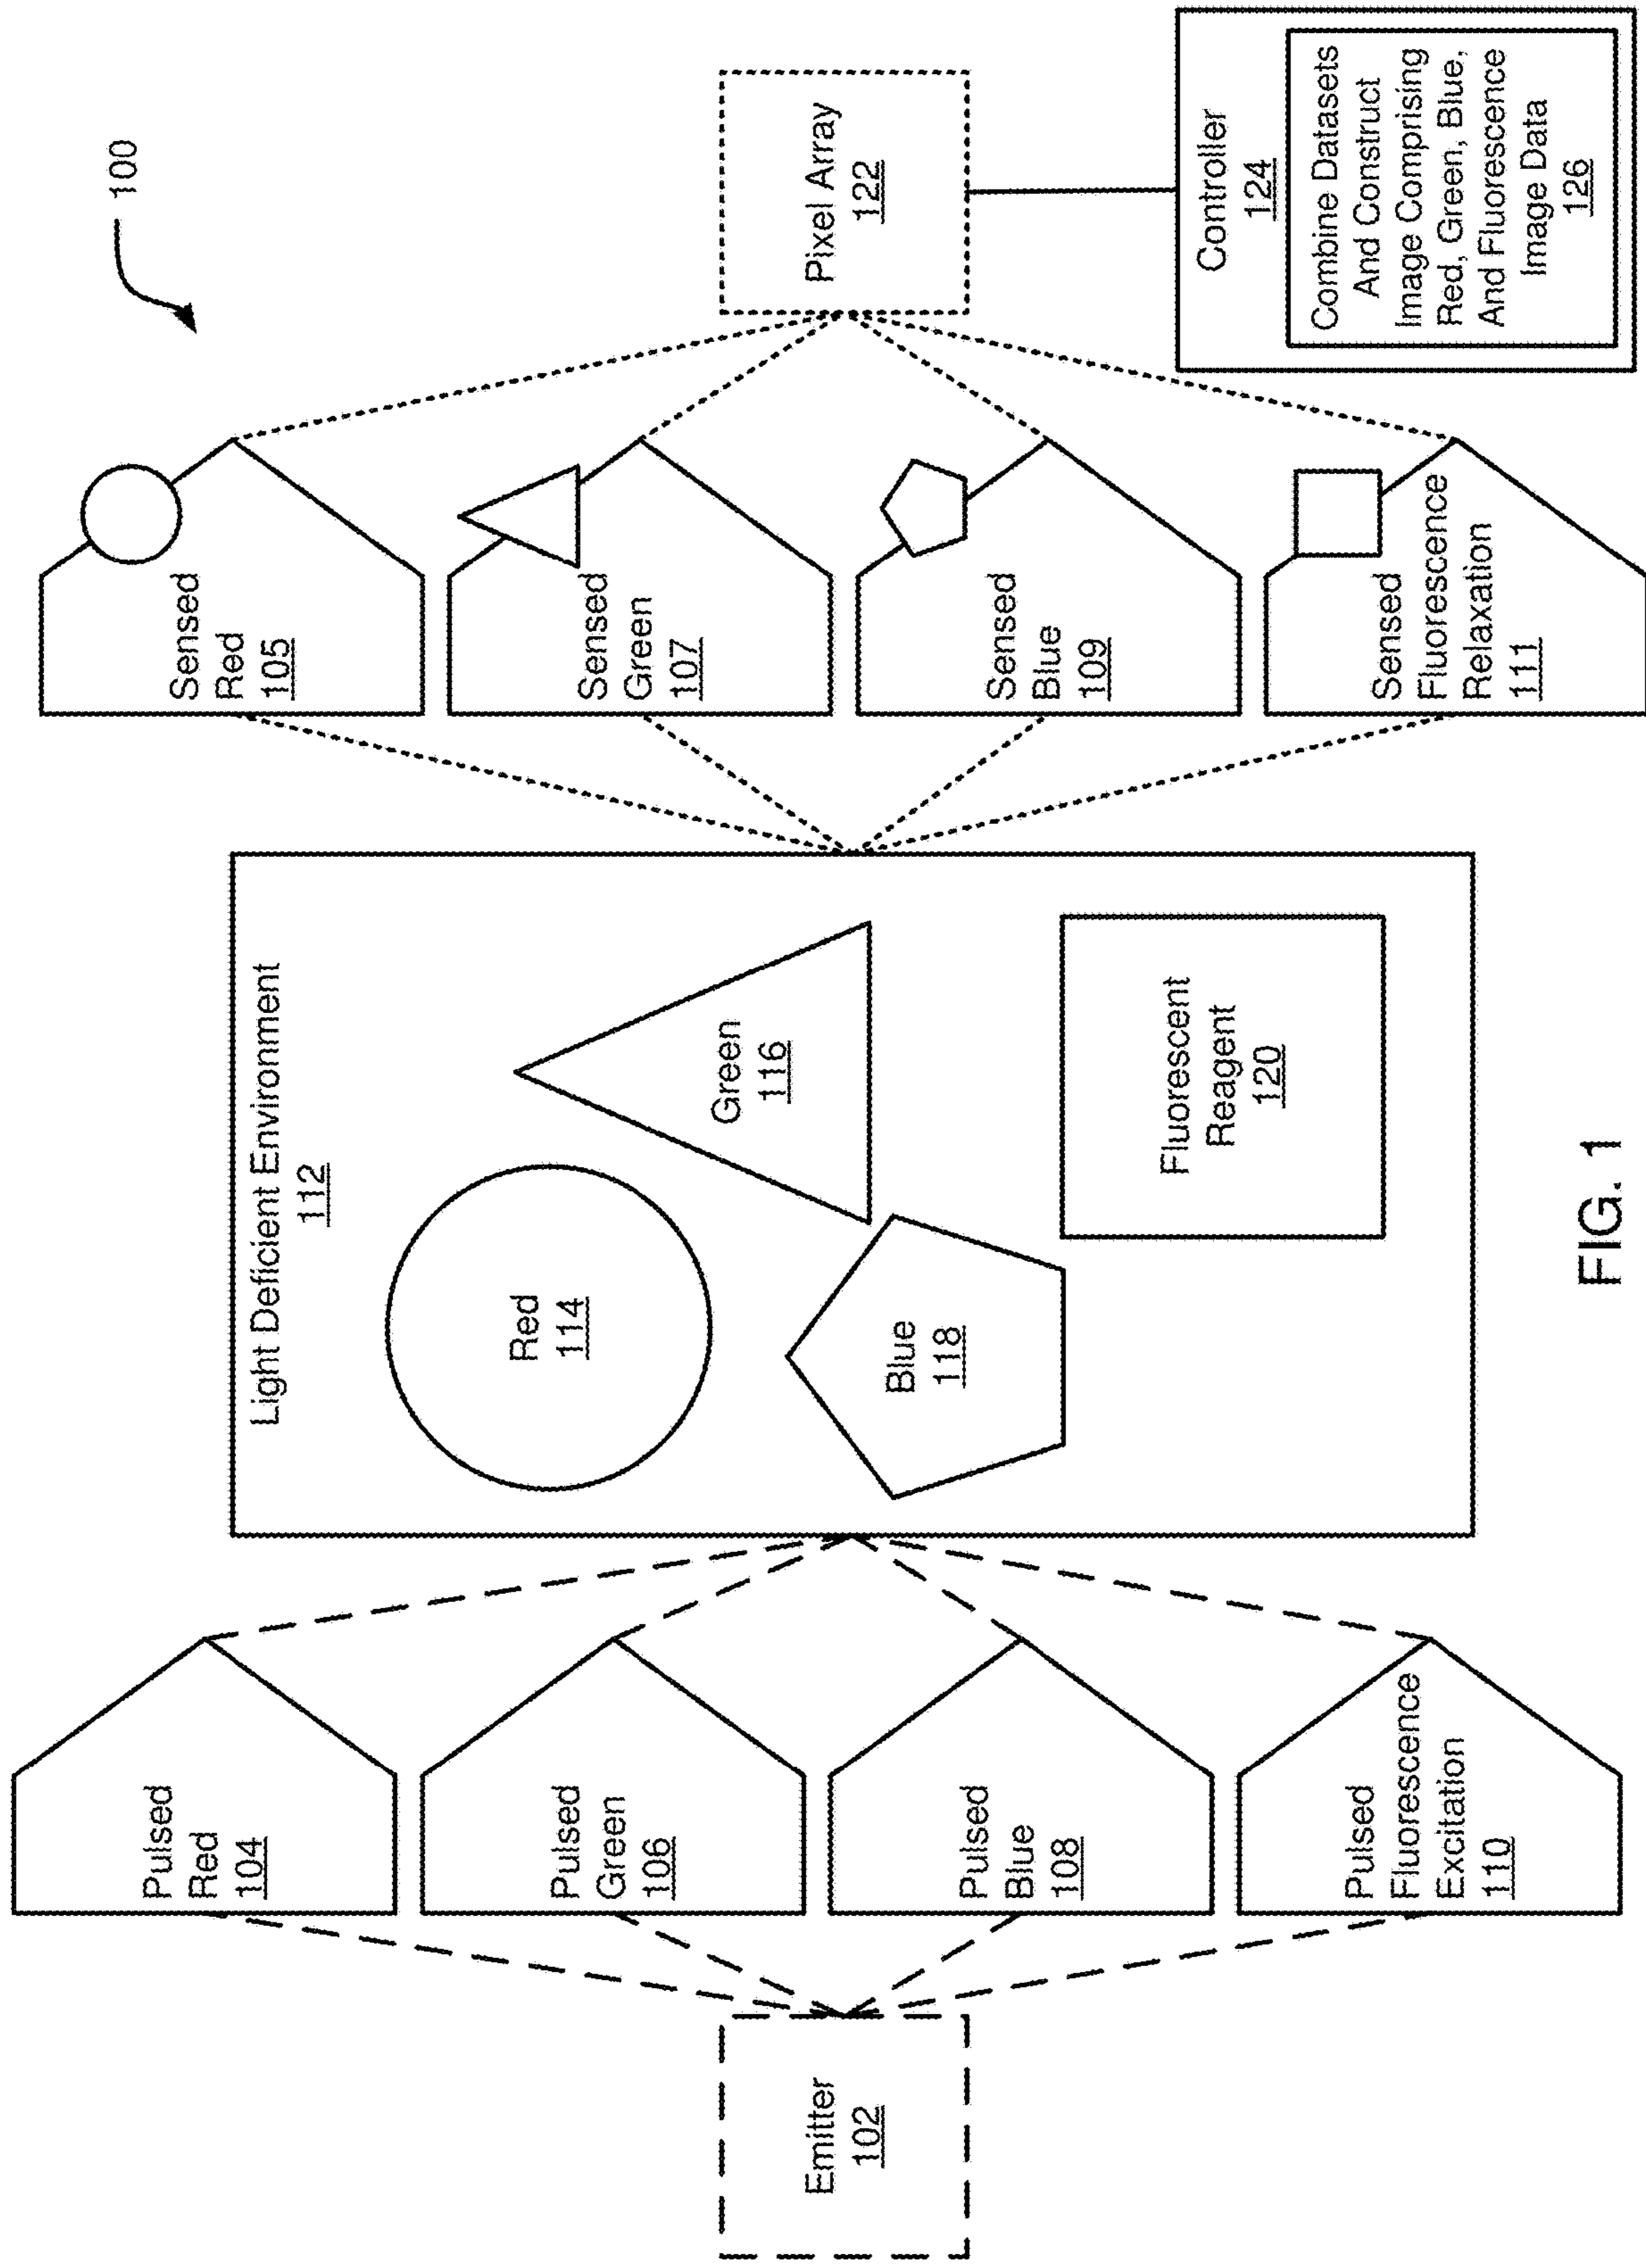 100
Emitter
102
Pulsed
Red
104
Pulsed
Green
106
Pulsed
Blue
108
Pulsed
Fluorescence
Excitation
110
Light Deficient Environment
112
Red
114
Green
116
Blue
118
Fluorescent
Reagent
120
Sensed
Red
105
Sensed
Green
107
Sensed
Blue
109
Sensed
Fluorescence
Relaxation
111
Pixel Array
122
Controller
124
Combine Datasets
And Construct
Image Comprising
Red, Green, Blue,
And Fluorescence
Image Data
126
FIG. 1